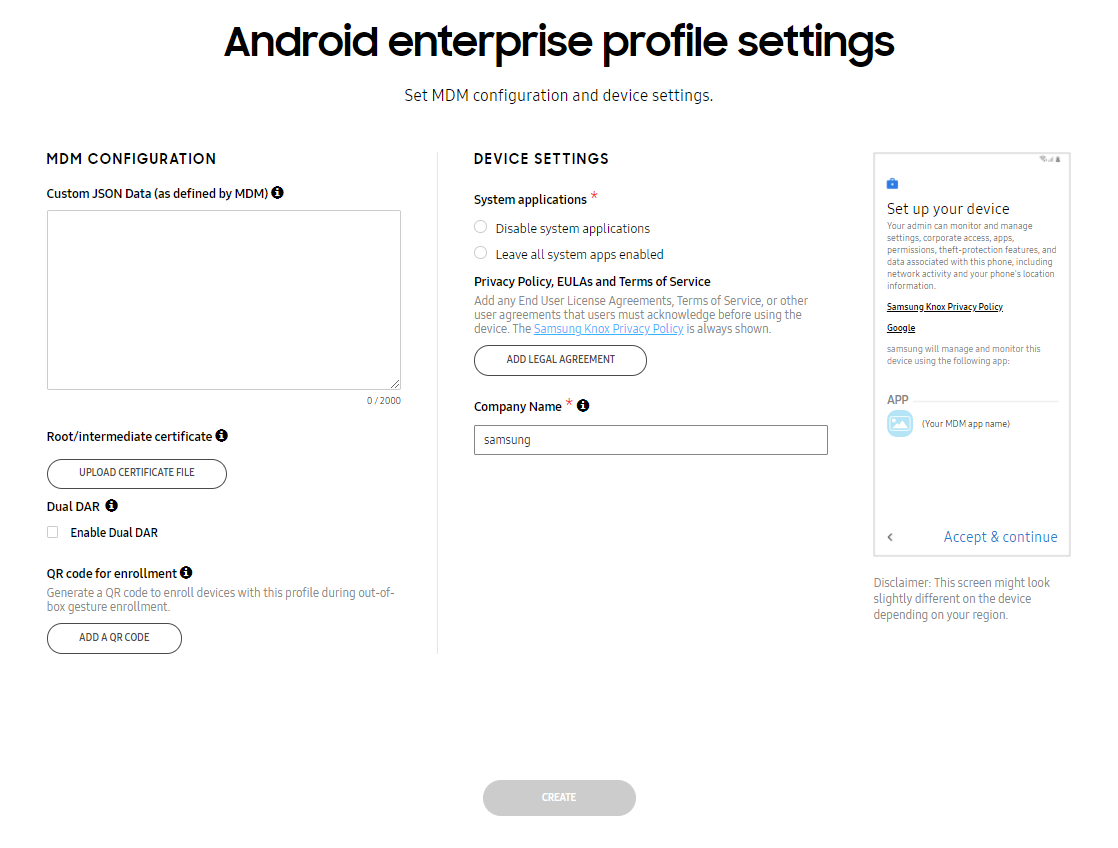 Android enterprise profile settings
Set MDM configuration and device settings.
MDM CONFIGURATION
Custom JSON Data (as defined by MDM)
0 / 2000
Root/intermediate certificate
UPLOAD CERTIFICATE FILE
Dual DAR
Enable Dual DAR
QR code for enrollment
Generate a QR code to enroll devices with this profile during out-of-
box gesture enrollment.
ADD A QR CODE
DEVICE SETTINGS
System applications *
Disable system applications
Leave all system apps enabled
Privacy Policy, EULAs and Terms of Service
Add any End User License Agreements, Terms of Service, or other
user agreements that users must acknowledge before using the
device. The Samsung Knox Privacy Policy is always shown.
ADD LEGAL AGREEMENT
Company Name *
samsung
Set up your device
Your admin can monitor and manage
settings, corporate access, apps,
permissions, theft-protection features, and
data associated with this phone, including
network activity and your phone's location
information.
Samsung Knox Privacy Policy
Google
samsung will manage and monitor this
device using the following app:
APP
(Your MDM app name)
Accept & continue
Disclaimer: This screen might look
slightly different on the device
depending on your region.
CREATE